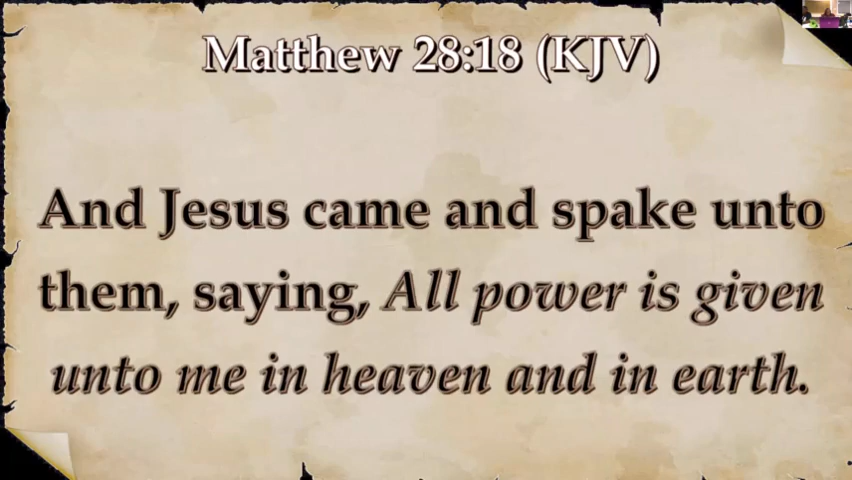 Matthew 28:18 (KJV)
And Jesus came and spake unto
them, saying, All power is given
unto me in heaven and in earth.